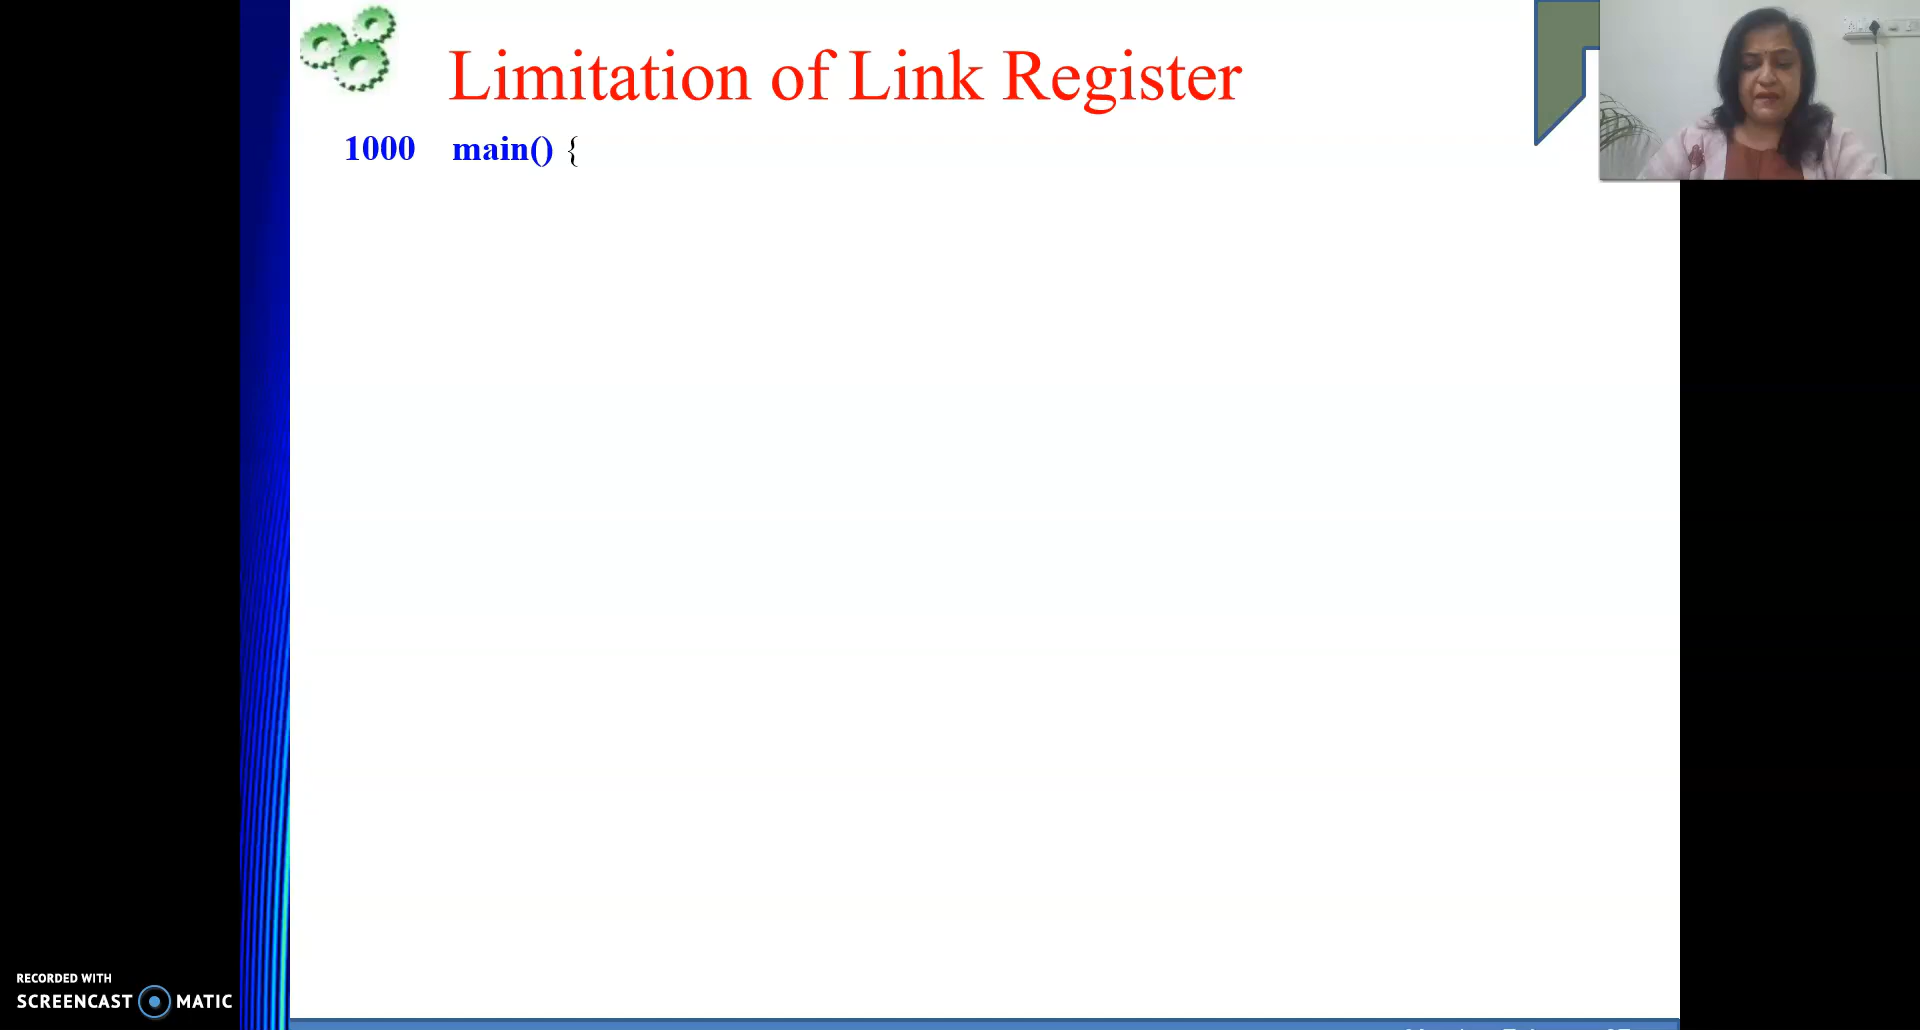 Limitation of Link Register
1000 main() {
RECORDED WITH
SCREENCAST MATIC